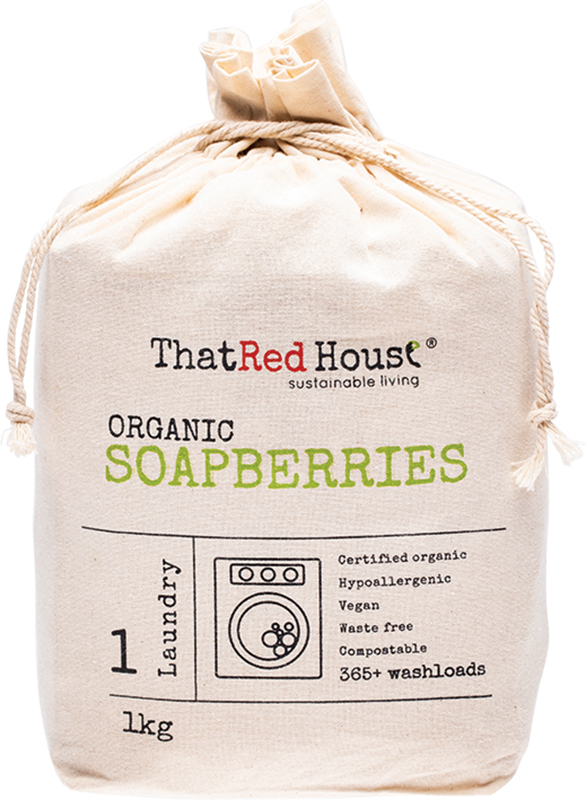 ThatRed House®
sustainable living
ORGANIC
SOAPBERRIES
1
Laundry
Certified organic
Hypoallergenic
Vegan
Waste free
Compostable
365+ washloads
1kg